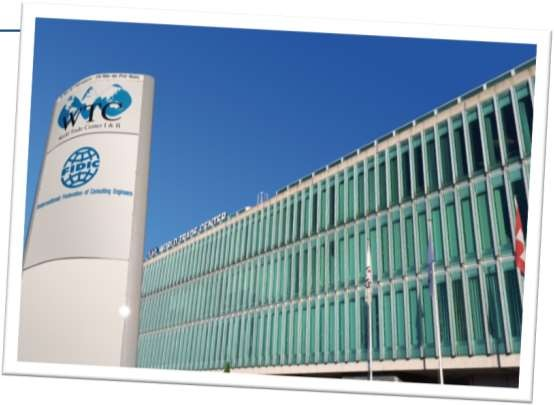 WTC
World Trade Center I & II
FIDIC
International Federation of Consulting Engineers
WORLD TRADE CENTER